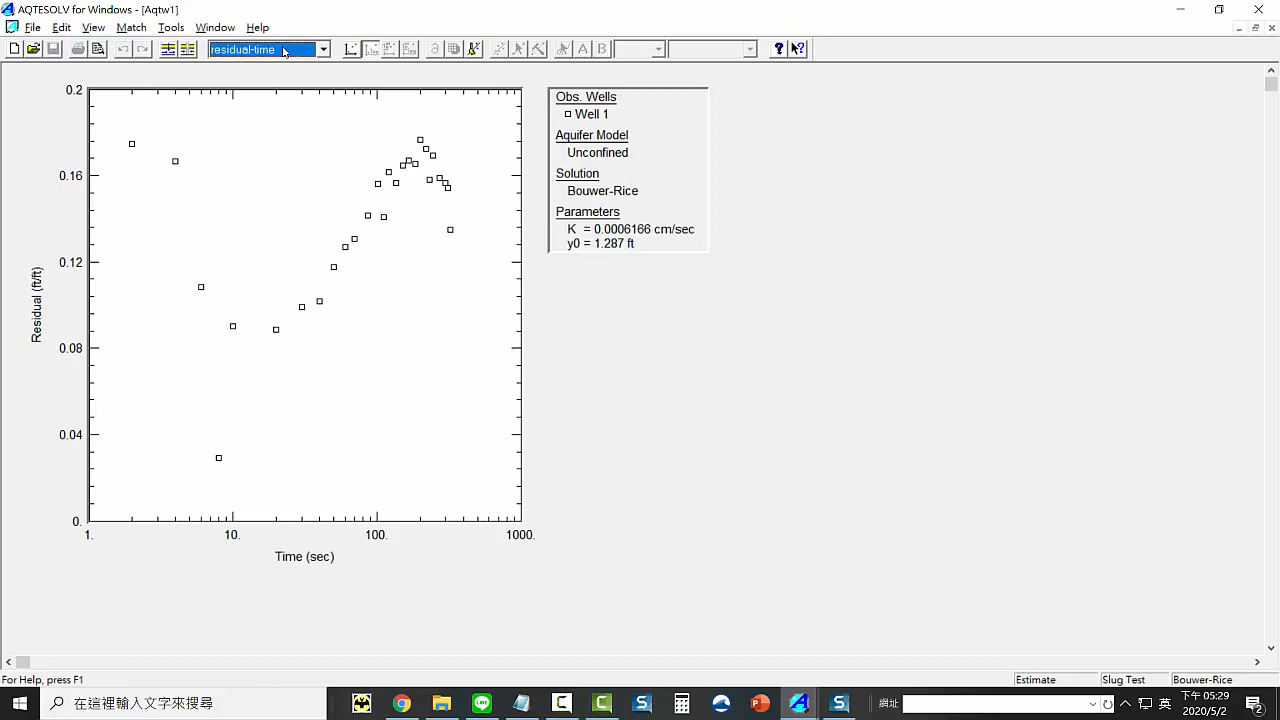 AQTESOLV for Windows - [Aqtw1]
File Edit View Match Tools Window Help
residual-time
a A B
0.2
0.16
0.12
0.08
0.04
0.
Residual (ft/ft)
1. 10. 100. 1000.
Time (sec)
Obs. Wells
Well 1
Aquifer Model
Unconfined
Solution
Bouwer-Rice
Parameters
K = 0.0006166 cm/sec
y0 = 1.287 ft
For Help, press F1
Estimate Slug Test Bouwer-Rice
在這裡輸入文字來搜尋
網址
英
下午 05:29
2020/5/2
2